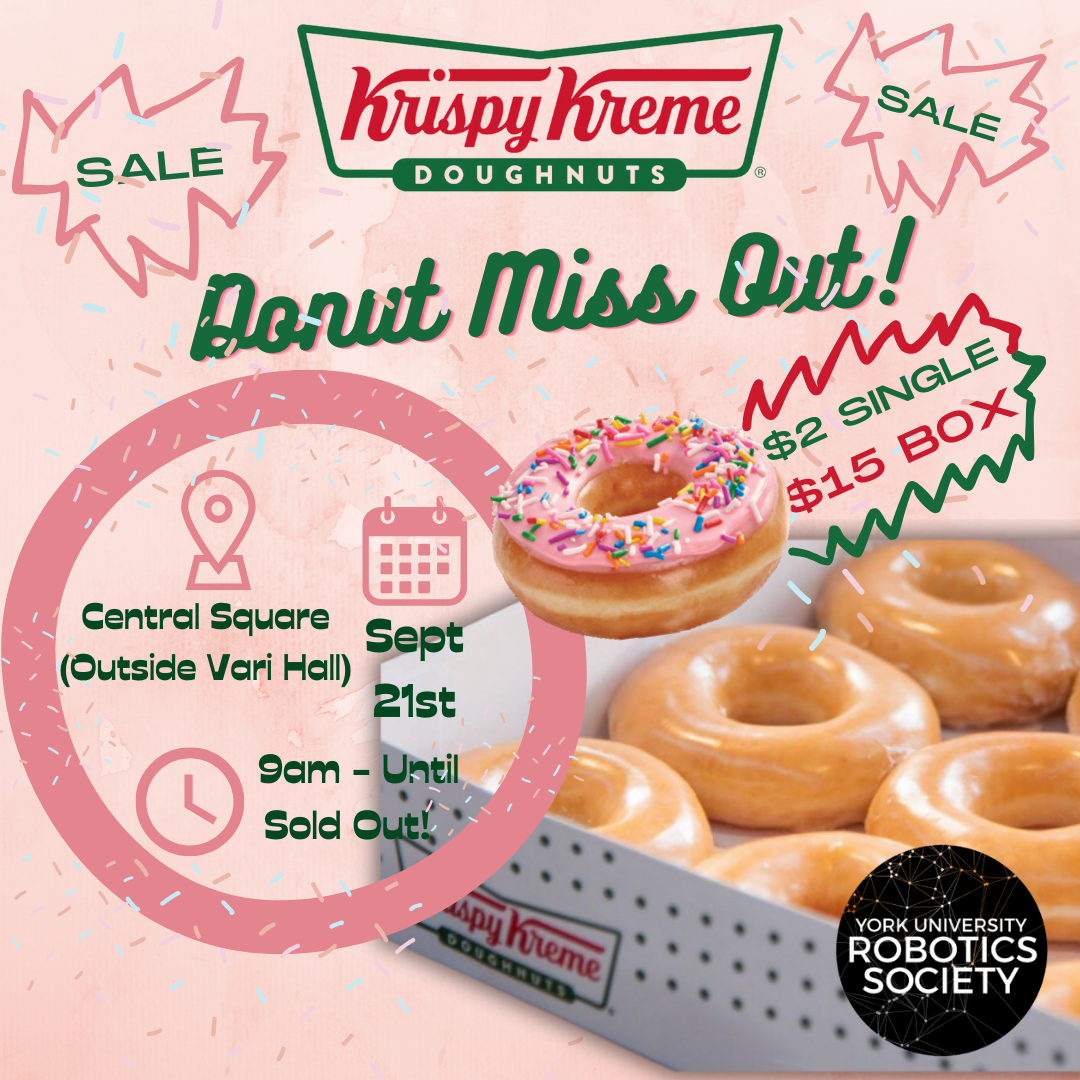 SALE
Krispy Kreme
DOUGHNUTS
®
SALE
Donut Miss Out!
$2 SINGLE
$15 BOX
Central Square
(Outside Vari Hall)
Sept
21st
9am - Until
Sold Out!
ispy Kreme
DOUGHNUTS
YORK UNIVERSITY
ROBOTICS
SOCIETY